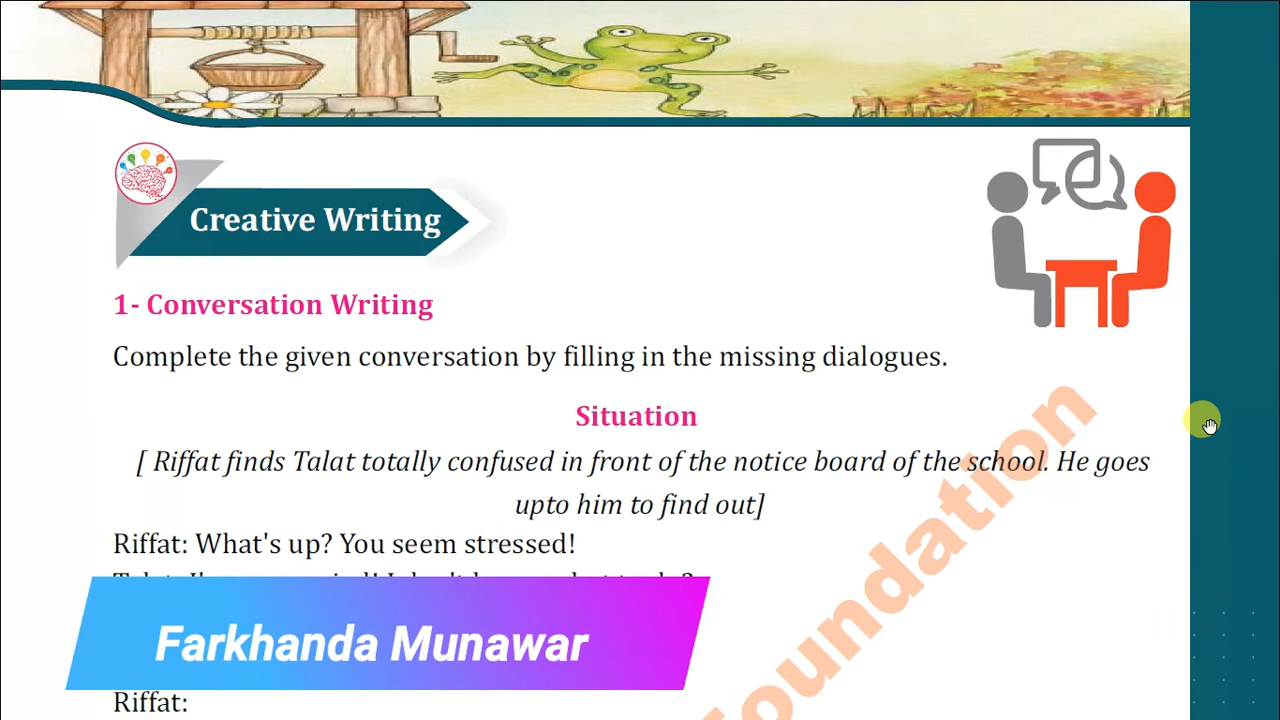 Creative Writing
1- Conversation Writing
Complete the given conversation by filling in the missing dialogues.
Situation
[ Riffat finds Talat totally confused in front of the notice board of the school. He goes
upto him to find out]
Riffat: What's up? You seem stressed!
Farkhanda Munawar
Riffat:
oundation